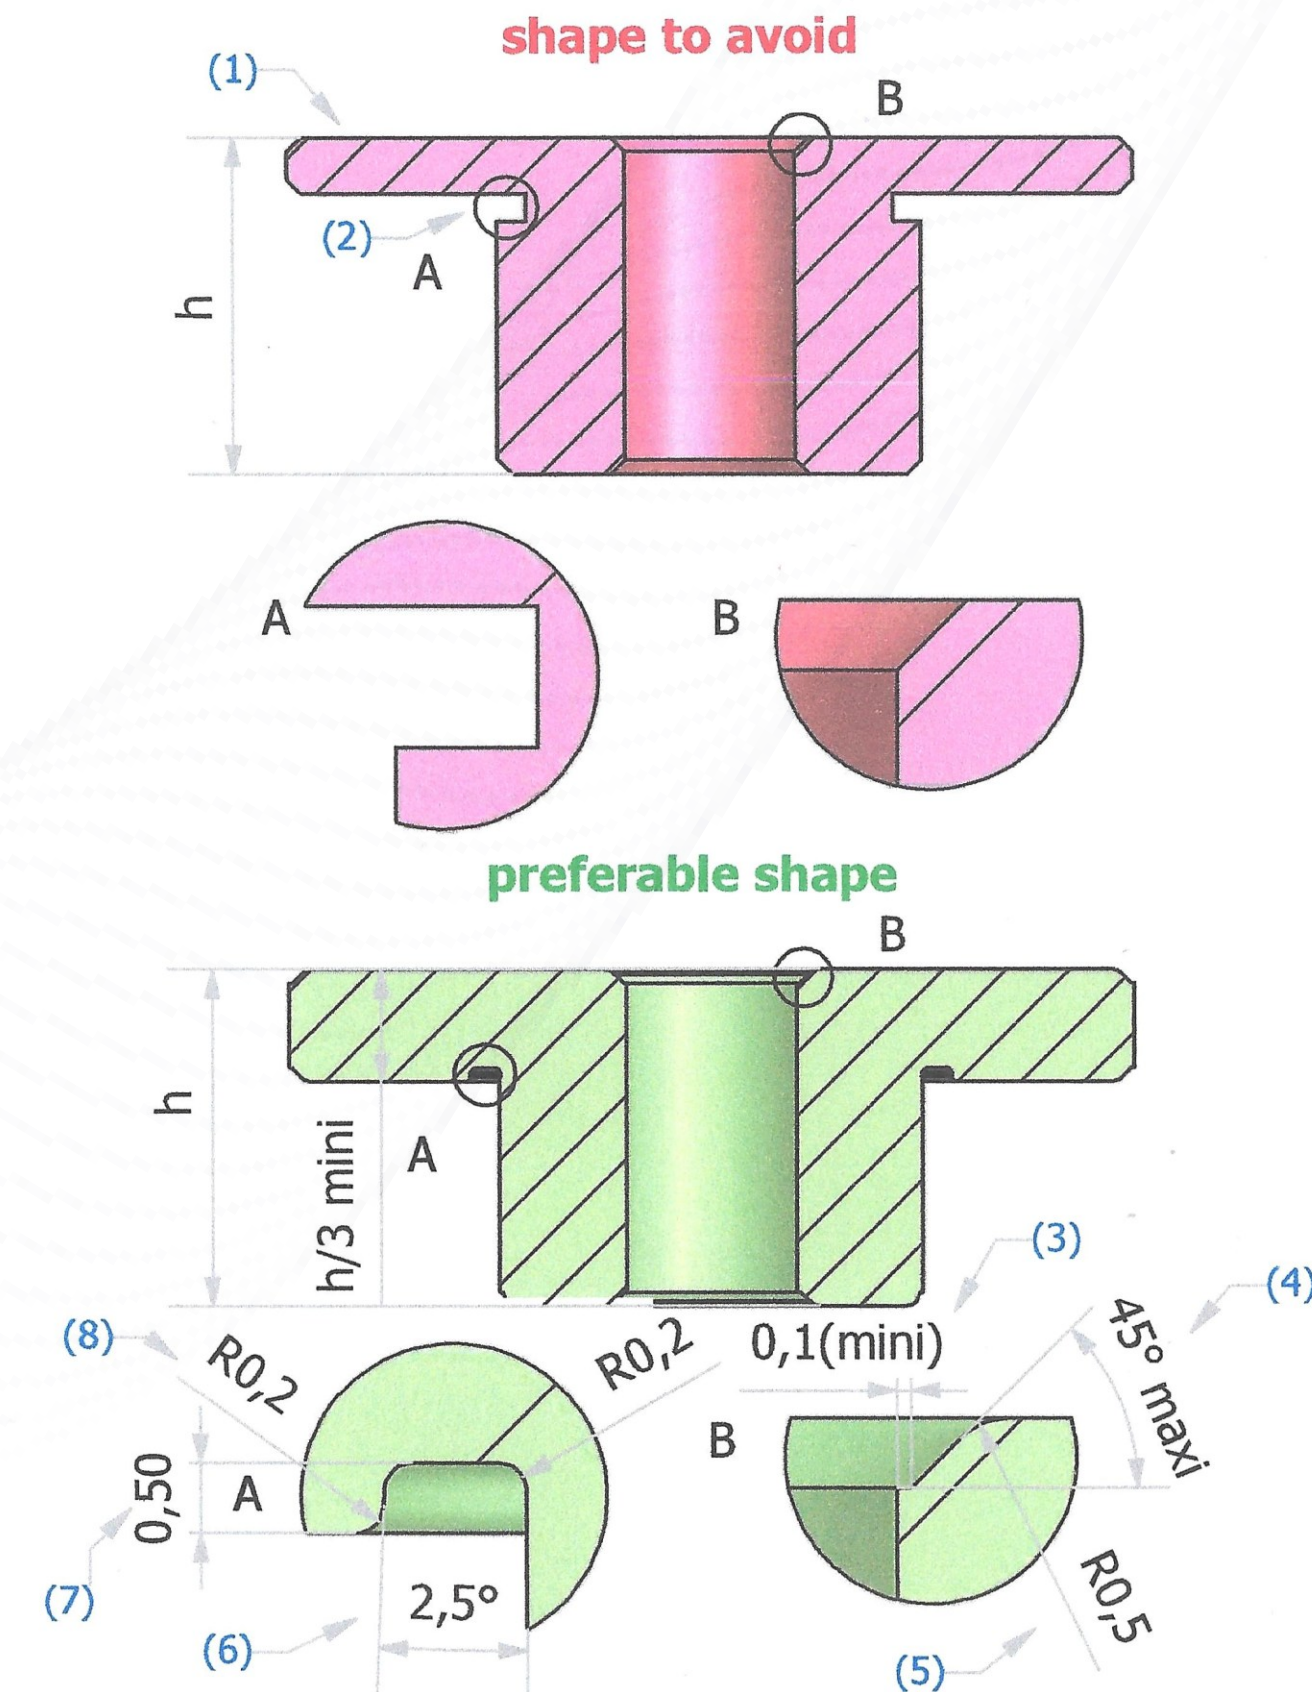 shape to avoid
(1)
B
(2)
A
h
A
B
preferable shape
B
h
h/3 mini
A
(3)
(4)
(8)
R0,2
R0,2
0,1(mini)
45° maxi
B
0,50
A
R0,5
(7)
2,5°
(6)
(5)